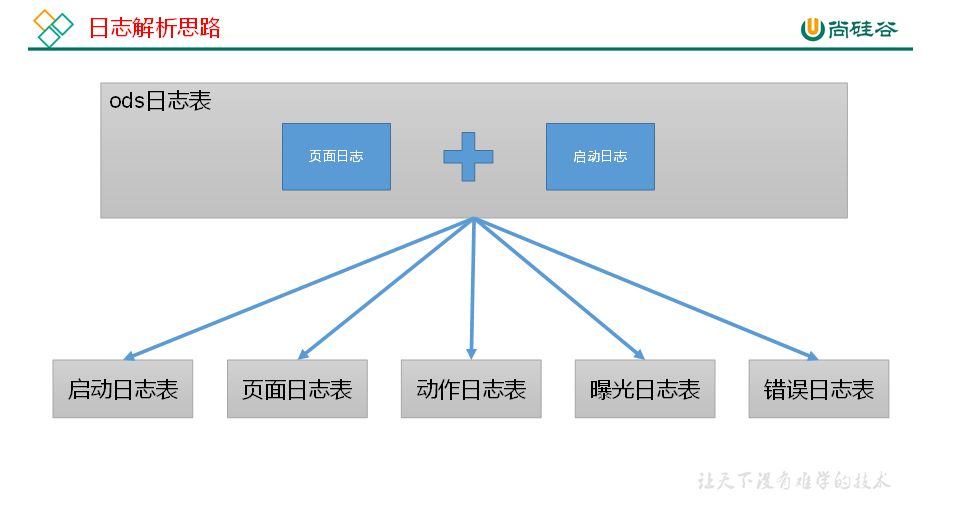 日志解析思路
尚硅谷
ods日志表
页面日志
启动日志
启动日志表
页面日志表
动作日志表
曝光日志表
错误日志表
让天下没有难学的技术